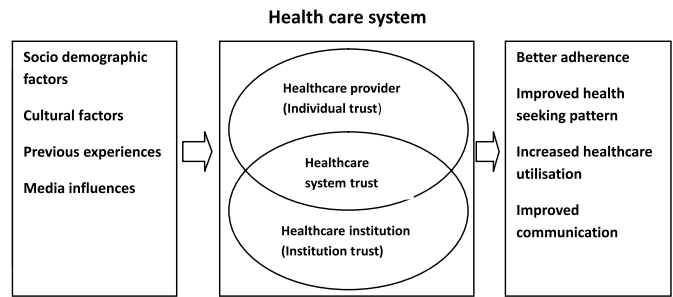 Health care system
Socio demographic
factors
Cultural factors
Previous experiences
Media influences
Healthcare provider
(Individual trust)
Healthcare
system trust
Healthcare institution
(Institution trust)
Better adherence
Improved health
seeking pattern
Increased healthcare
utilisation
Improved
communication